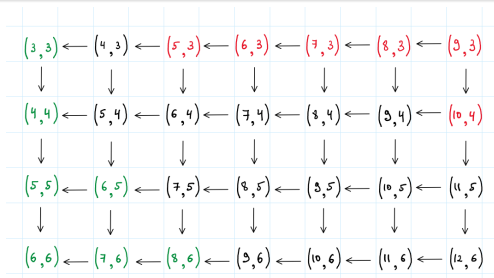 (3,3) ← (4,3) ← (5,3) ← (6,3) ← (7,3) ← (8,3) ← (9,3)
↓ ↓ ↓ ↓ ↓ ↓ ↓
(4,4) ← (5,4) ← (6,4) ← (7,4) ← (8,4) ← (9,4) ← (10,4)
↓ ↓ ↓ ↓ ↓ ↓ ↓
(5,5) ← (6,5) ← (7,5) ← (8,5) ← (9,5) ← (10,5) ← (11,5)
↓ ↓ ↓ ↓ ↓ ↓ ↓
(6,6) ← (7,6) ← (8,6) ← (9,6) ← (10,6) ← (11,6) ← (12,6)